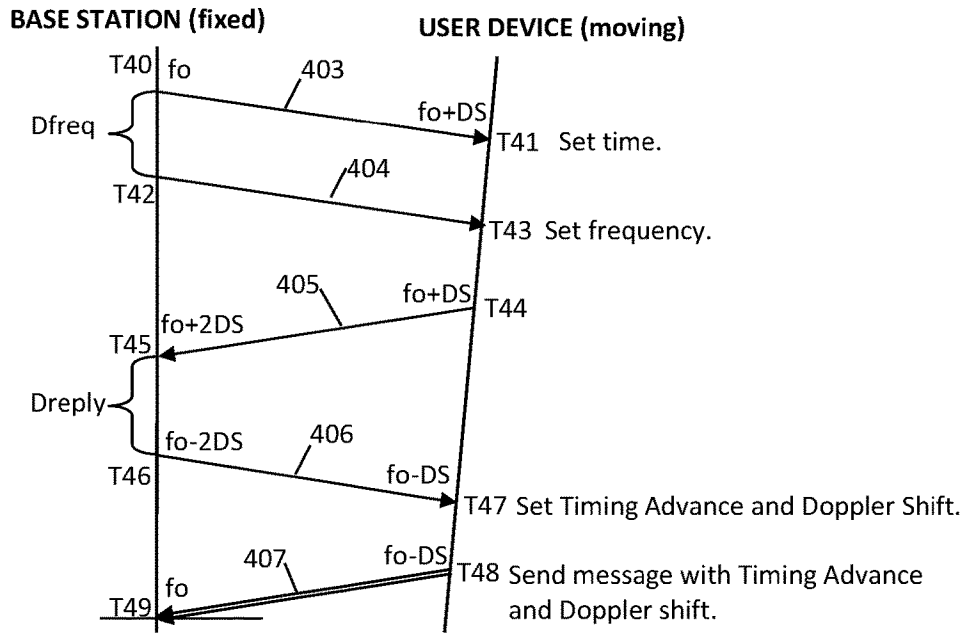 BASE STATION (fixed)
USER DEVICE (moving)
T40 fo
403
fo+DS
Dfreq
T41 Set time.
404
T42
T43 Set frequency.
405
fo+DS
T44
fo+2DS
T45
Dreply
fo-2DS
406
T46
fo-DS
T47 Set Timing Advance and Doppler Shift.
407
fo-DS
T48 Send message with Timing Advance
and Doppler shift.
fo
T49